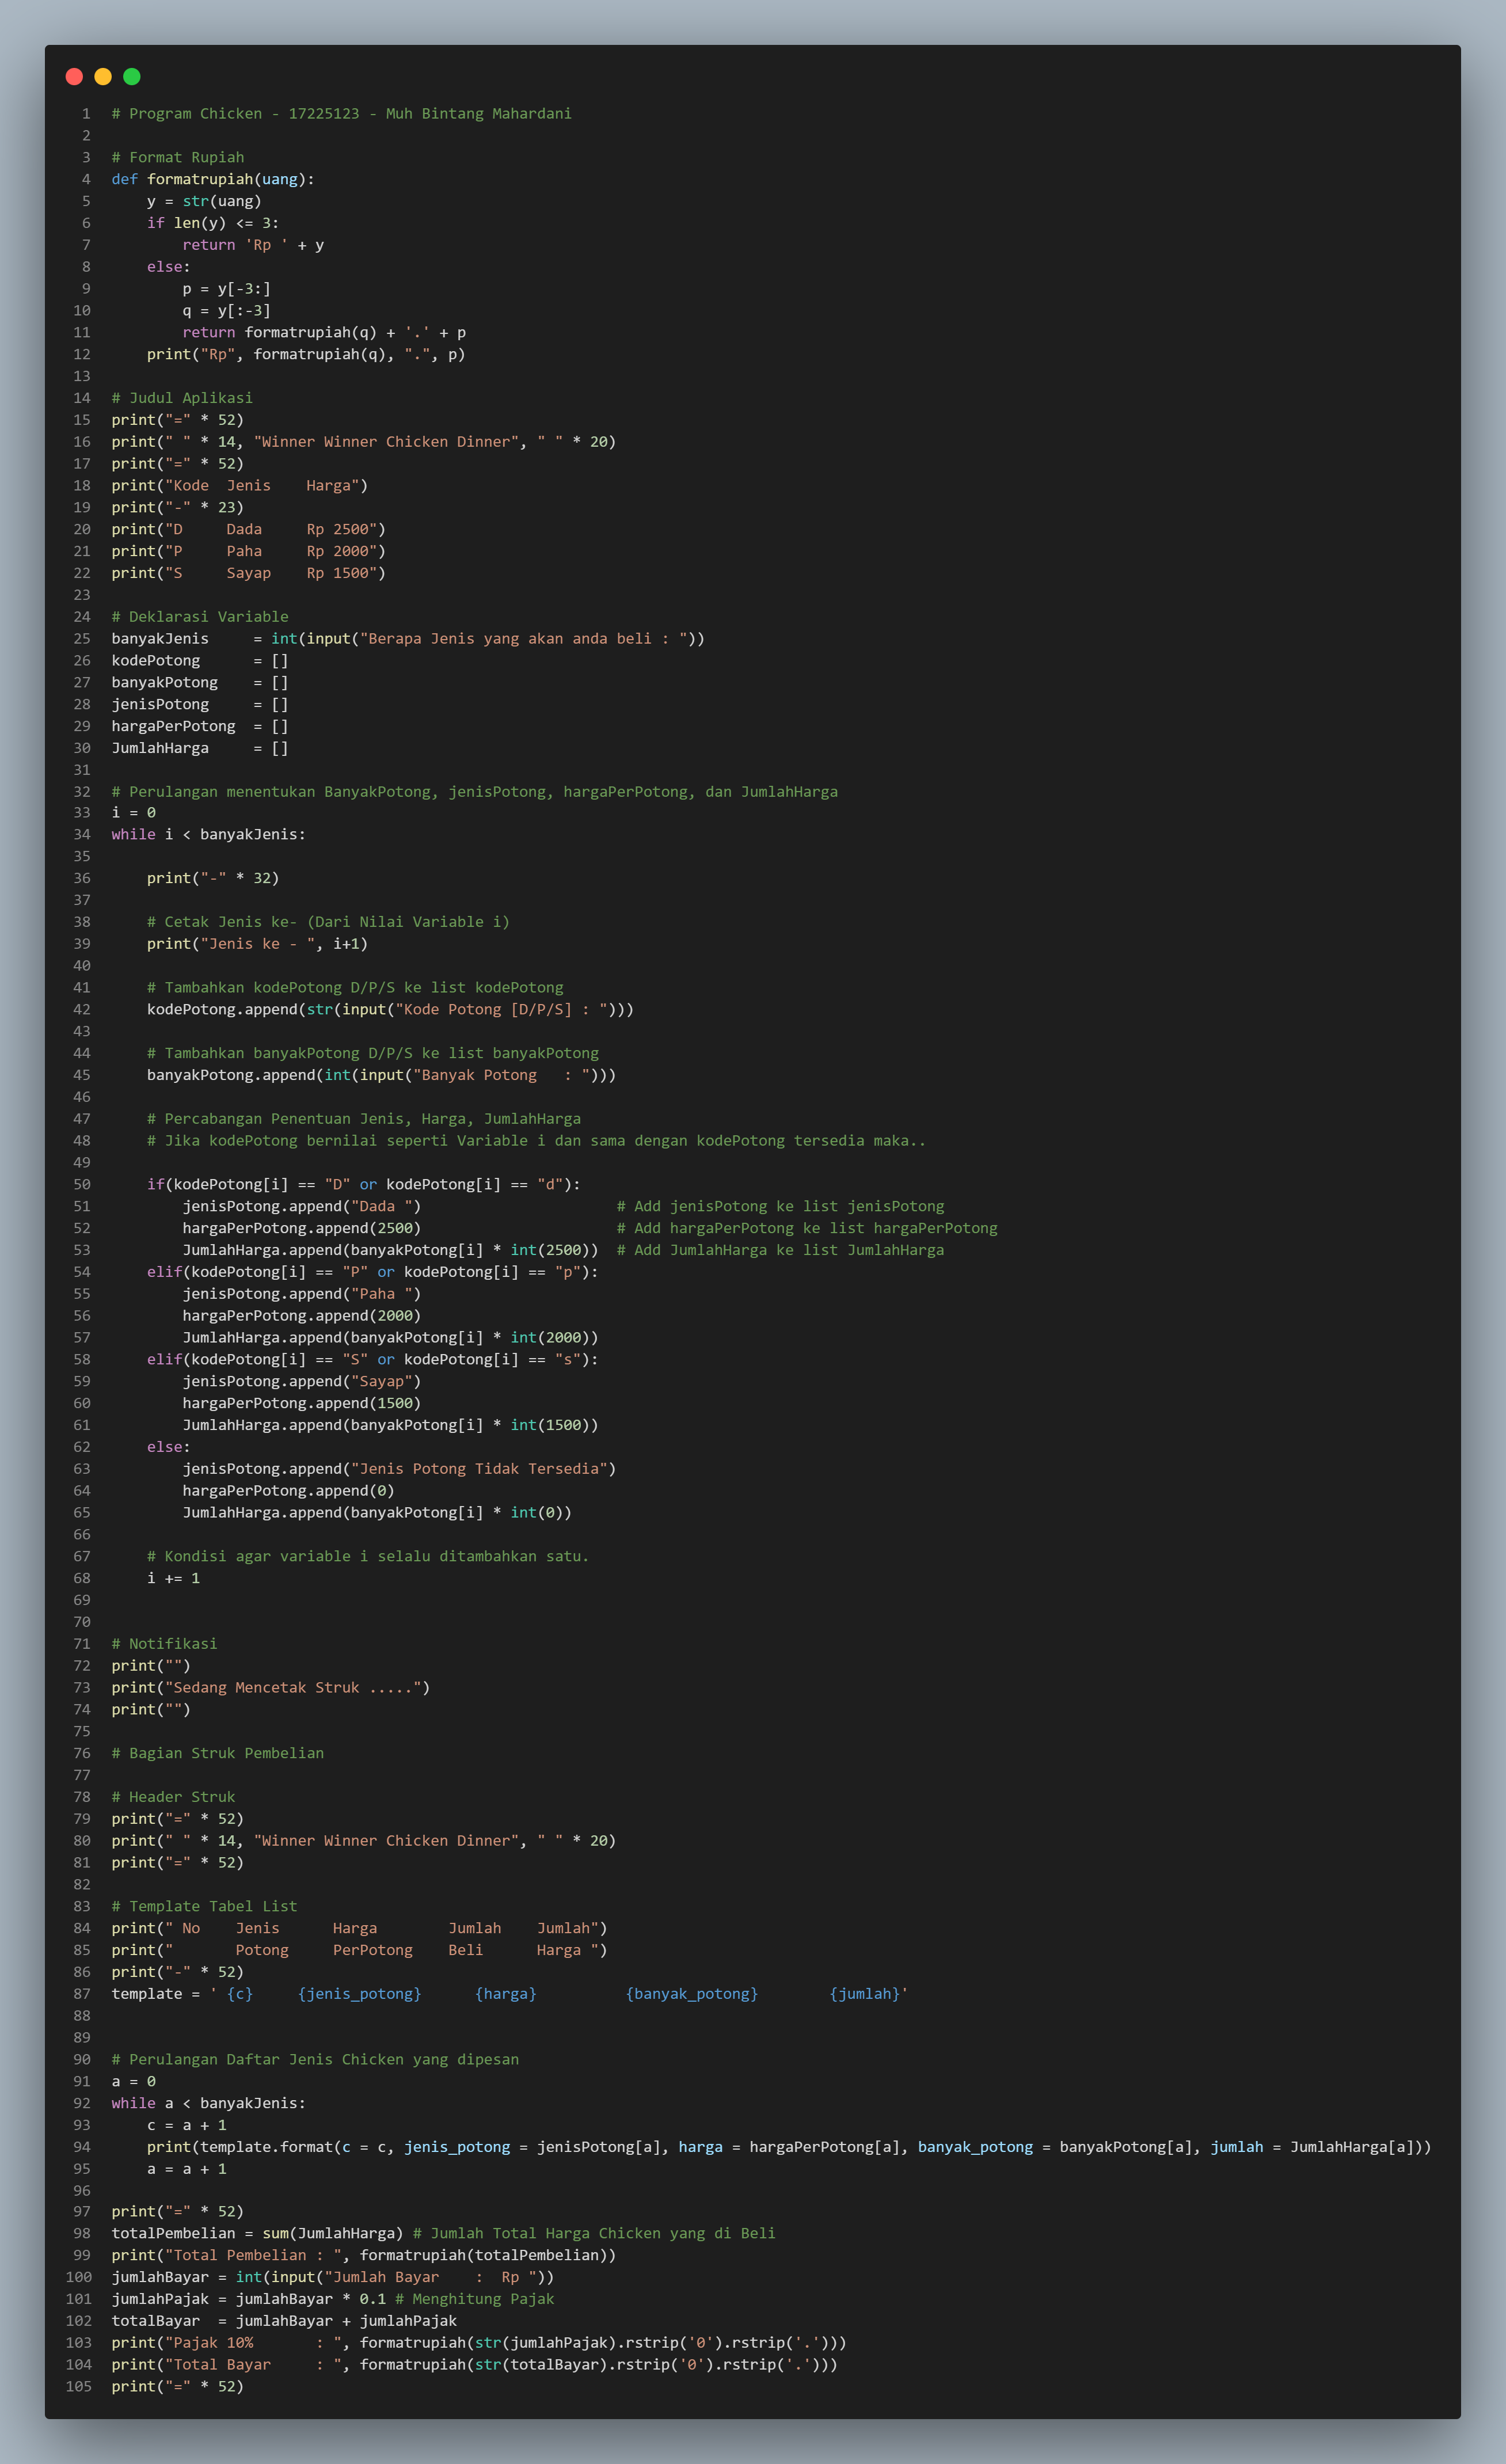 1 # Program Chicken - 17225123 - Muh Bintang Mahardani
2
3 # Format Rupiah
4 def formatrupiah(uang):
5     y = str(uang)
6     if len(y) <= 3:
7         return 'Rp ' + y
8     else:
9         p = y[-3:]
10         q = y[:-3]
11         return formatrupiah(q) + '.' + p
12     print("Rp", formatrupiah(q), ".", p)
13
14 # Judul Aplikasi
15 print("=" * 52)
16 print(" " * 14, "Winner Winner Chicken Dinner", " " * 20)
17 print("=" * 52)
18 print("Kode  Jenis    Harga")
19 print("-" * 23)
20 print("D     Dada     Rp 2500")
21 print("P     Paha     Rp 2000")
22 print("S     Sayap    Rp 1500")
23
24 # Deklarasi Variable
25 banyakJenis     = int(input("Berapa Jenis yang akan anda beli : "))
26 kodePotong      = []
27 banyakPotong    = []
28 jenisPotong     = []
29 hargaPerPotong  = []
30 JumlahHarga     = []
31
32 # Perulangan menentukan BanyakPotong, jenisPotong, hargaPerPotong, dan JumlahHarga
33 i = 0
34 while i < banyakJenis:
35
36     print("-" * 32)
37
38     # Cetak Jenis ke- (Dari Nilai Variable i)
39     print("Jenis ke - ", i+1)
40
41     # Tambahkan kodePotong D/P/S ke list kodePotong
42     kodePotong.append(str(input("Kode Potong [D/P/S] : ")))
43
44     # Tambahkan banyakPotong D/P/S ke list banyakPotong
45     banyakPotong.append(int(input("Banyak Potong   : ")))
46
47     # Percabangan Penentuan Jenis, Harga, JumlahHarga
48     # Jika kodePotong bernilai seperti Variable i dan sama dengan kodePotong tersedia maka..
49
50     if(kodePotong[i] == "D" or kodePotong[i] == "d"):
51         jenisPotong.append("Dada ")                      # Add jenisPotong ke list jenisPotong
52         hargaPerPotong.append(2500)                      # Add hargaPerPotong ke list hargaPerPotong
53         JumlahHarga.append(banyakPotong[i] * int(2500))  # Add JumlahHarga ke list JumlahHarga
54     elif(kodePotong[i] == "P" or kodePotong[i] == "p"):
55         jenisPotong.append("Paha ")
56         hargaPerPotong.append(2000)
57         JumlahHarga.append(banyakPotong[i] * int(2000))
58     elif(kodePotong[i] == "S" or kodePotong[i] == "s"):
59         jenisPotong.append("Sayap")
60         hargaPerPotong.append(1500)
61         JumlahHarga.append(banyakPotong[i] * int(1500))
62     else:
63         jenisPotong.append("Jenis Potong Tidak Tersedia")
64         hargaPerPotong.append(0)
65         JumlahHarga.append(banyakPotong[i] * int(0))
66
67     # Kondisi agar variable i selalu ditambahkan satu.
68     i += 1
69
70
71 # Notifikasi
72 print("")
73 print("Sedang Mencetak Struk .....")
74 print("")
75
76 # Bagian Struk Pembelian
77
78 # Header Struk
79 print("=" * 52)
80 print(" " * 14, "Winner Winner Chicken Dinner", " " * 20)
81 print("=" * 52)
82
83 # Template Tabel List
84 print(" No    Jenis      Harga        Jumlah    Jumlah")
85 print("       Potong     PerPotong    Beli      Harga ")
86 print("-" * 52)
87 template = ' {c}     {jenis_potong}      {harga}          {banyak_potong}        {jumlah}'
88
89
90 # Perulangan Daftar Jenis Chicken yang dipesan
91 a = 0
92 while a < banyakJenis:
93     c = a + 1
94     print(template.format(c = c, jenis_potong = jenisPotong[a], harga = hargaPerPotong[a], banyak_potong = banyakPotong[a], jumlah = JumlahHarga[a]))
95     a = a + 1
96
97 print("=" * 52)
98 totalPembelian = sum(JumlahHarga) # Jumlah Total Harga Chicken yang di Beli
99 print("Total Pembelian : ", formatrupiah(totalPembelian))
100 jumlahBayar = int(input("Jumlah Bayar    :  Rp "))
101 jumlahPajak = jumlahBayar * 0.1 # Menghitung Pajak
102 totalBayar  = jumlahBayar + jumlahPajak
103 print("Pajak 10%       : ", formatrupiah(str(jumlahPajak).rstrip('0').rstrip('.')))
104 print("Total Bayar     : ", formatrupiah(str(totalBayar).rstrip('0').rstrip('.')))
105 print("=" * 52)